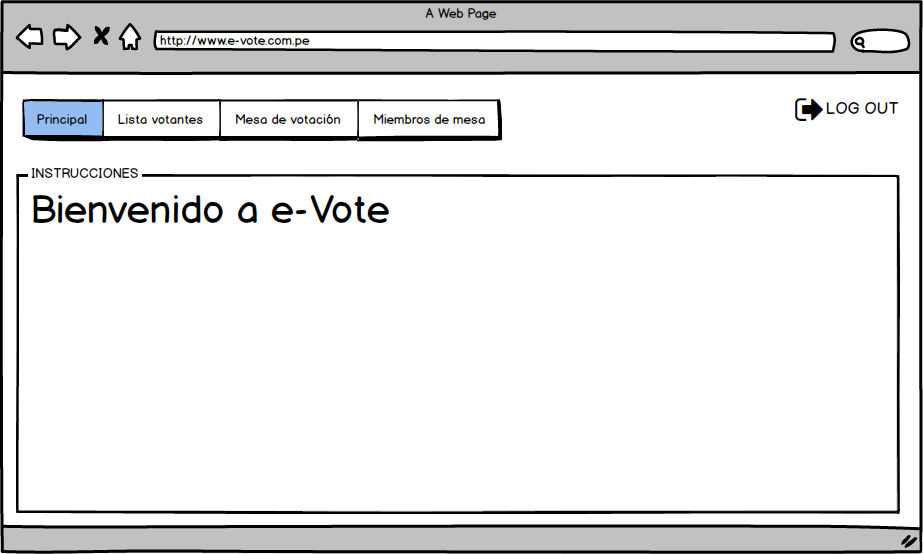 A Web Page
http://www.e-vote.com.pe
Principal
Lista votantes
Mesa de votación
Miembros de mesa
LOG OUT
INSTRUCCIONES
Bienvenido a e-Vote